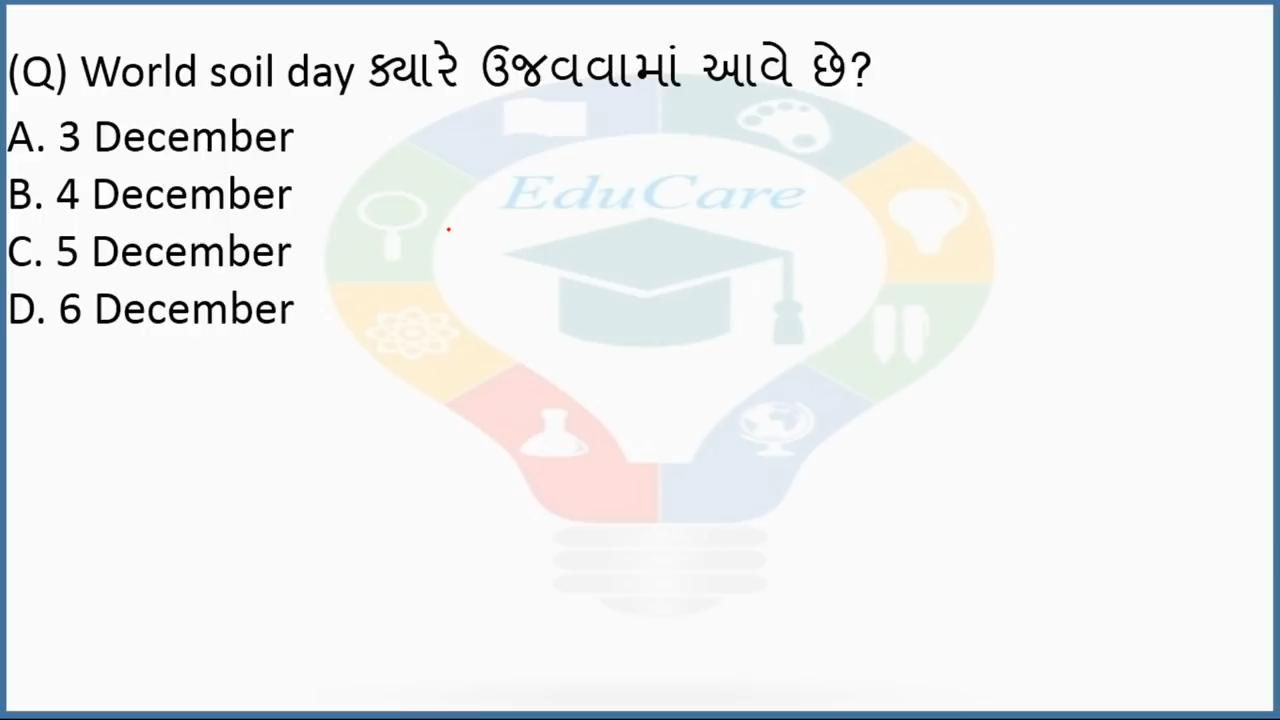 (Q) World soil day ક્યારે ઉજવવામાં આવે છે?
A. 3 December
B. 4 December
C. 5 December
D. 6 December
EduCare